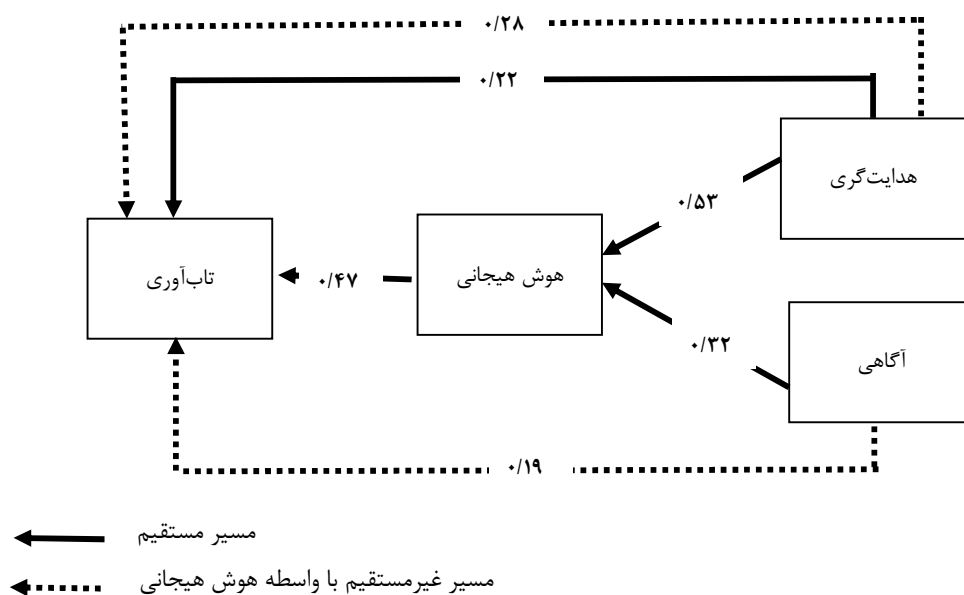 ۰/۲۸
۰/۲۲
هدایت‌گری
۰/۵۳
تاب‌آوری
۰/۴۷
هوش هیجانی
۰/۳۲
آگاهی
۰/۱۹
مسیر مستقیم
مسیر غیرمستقیم با واسطه هوش هیجانی